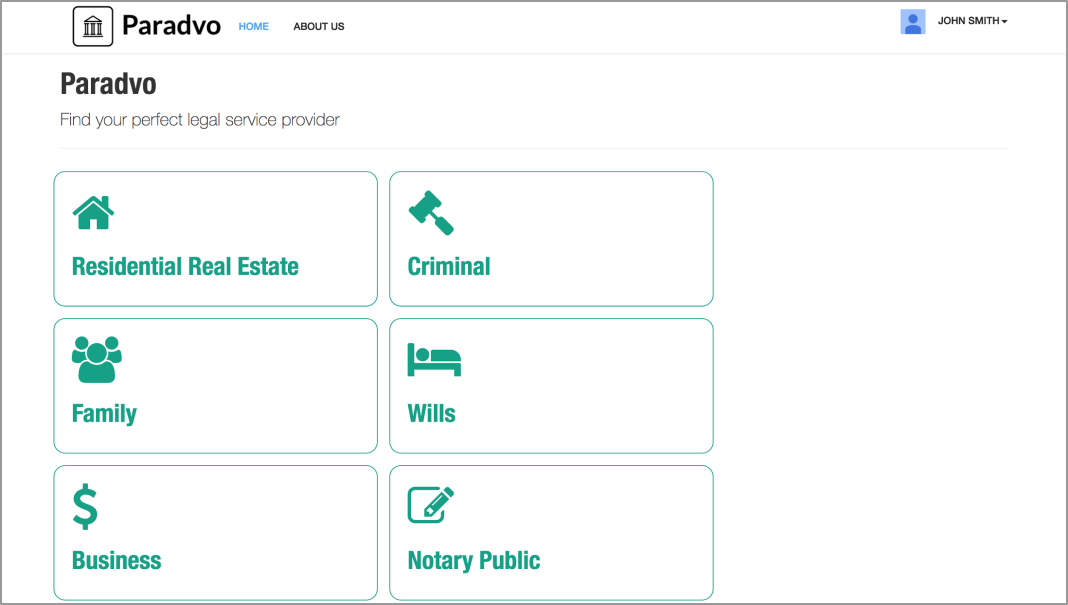 Paradvo HOME ABOUT US JOHN SMITH
Paradvo
Find your perfect legal service provider
Residential Real Estate
Criminal
Family
Wills
$
Business
Notary Public